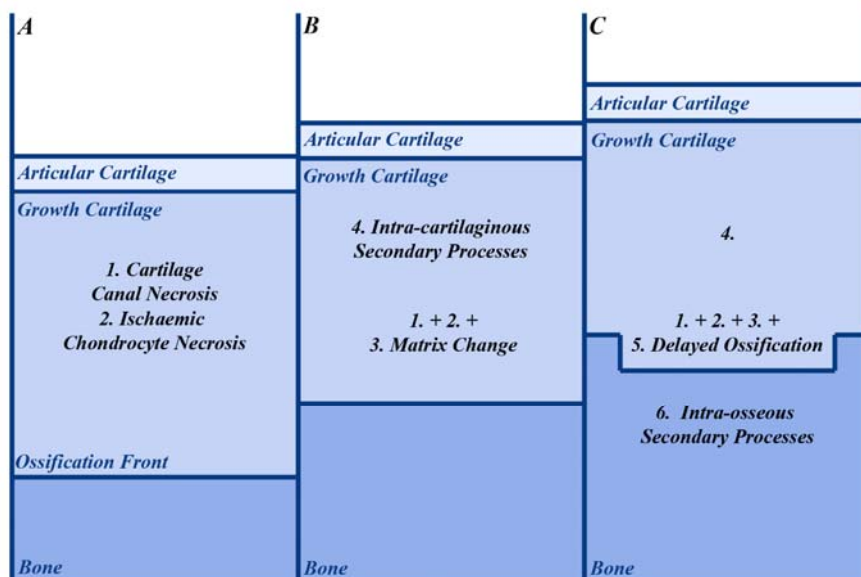 A
Articular Cartilage
Growth Cartilage
1. Cartilage
Canal Necrosis
2. Ischaemic
Chondrocyte Necrosis
Ossification Front
Bone
B
Articular Cartilage
Growth Cartilage
4. Intra-cartilaginous
Secondary Processes
1. + 2. +
3. Matrix Change
Bone
C
Articular Cartilage
Growth Cartilage
4.
1. + 2. + 3. +
5. Delayed Ossification
6. Intra-osseous
Secondary Processes
Bone